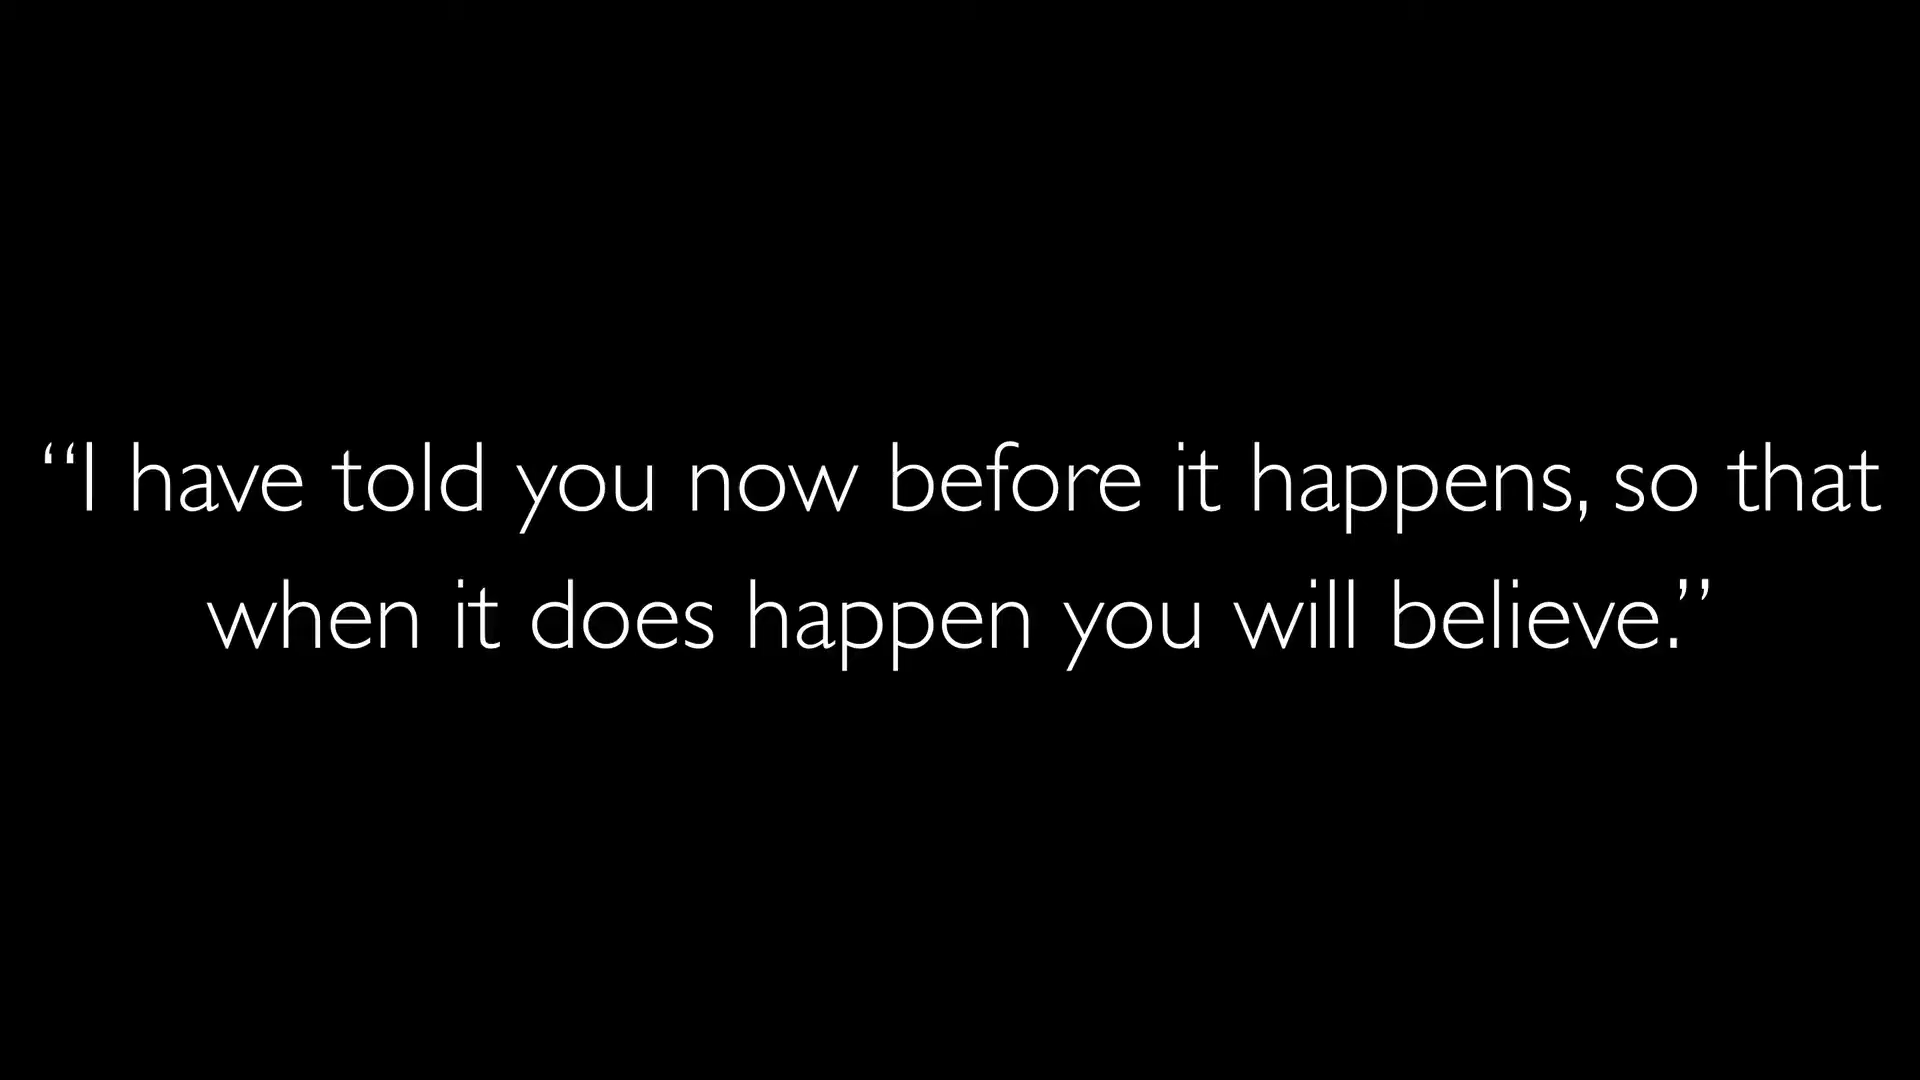 “I have told you now before it happens, so that
when it does happen you will believe.”